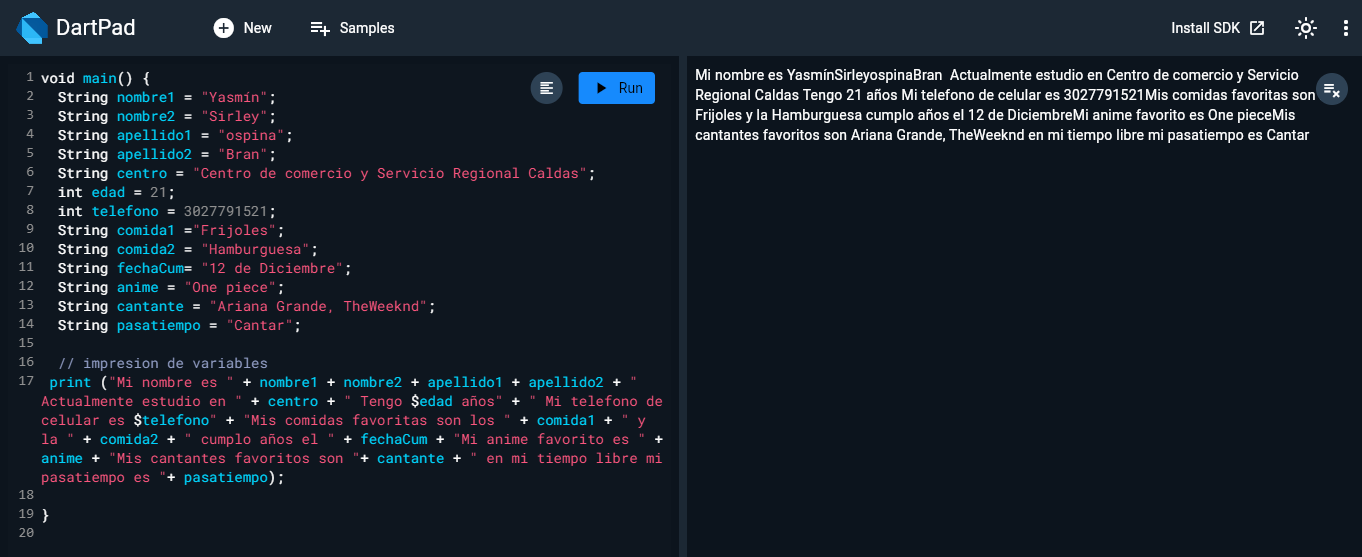 DartPad
New
Samples
Install SDK
Run
1 void main() {
2 String nombre1 = "Yasmín";
3 String nombre2 = "Sirley";
4 String apellido1 = "ospina";
5 String apellido2 = "Bran";
6 String centro = "Centro de comercio y Servicio Regional Caldas";
7 int edad = 21;
8 int telefono = 3027791521;
9 String comida1 ="Frijoles";
10 String comida2 = "Hamburguesa";
11 String fechaCum= "12 de Diciembre";
12 String anime = "One piece";
13 String cantante = "Ariana Grande, TheWeeknd";
14 String pasatiempo = "Cantar";
15
16 // impresion de variables
17 print ("Mi nombre es " + nombre1 + nombre2 + apellido1 + apellido2 + "
Actualmente estudio en " + centro + " Tengo $edad años" + " Mi telefono de
celular es $telefono" + "Mis comidas favoritas son los " + comida1 + " y
la " + comida2 + " cumplo años el " + fechaCum + "Mi anime favorito es " +
anime + "Mis cantantes favoritos son "+ cantante + " en mi tiempo libre mi
pasatiempo es "+ pasatiempo);
18
19 }
20
Mi nombre es YasmínSirleyospinaBran  Actualmente estudio en Centro de comercio y Servicio
Regional Caldas Tengo 21 años Mi telefono de celular es 3027791521Mis comidas favoritas son
Frijoles y la Hamburguesa cumplo años el 12 de DiciembreMi anime favorito es One pieceMis
cantantes favoritos son Ariana Grande, TheWeeknd en mi tiempo libre mi pasatiempo es Cantar